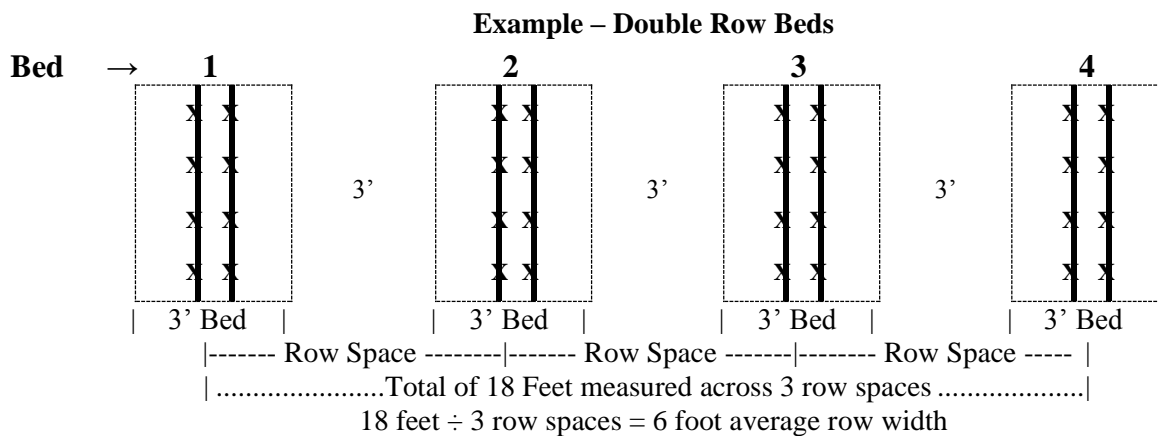 Example – Double Row Beds
Bed → 1 2 3 4
X X X X X X X X
X X X X X X X X
3’ 3’ 3’
X X X X X X X X
X X X X X X X X
| 3’ Bed | | 3’ Bed | | 3’ Bed | | 3’ Bed |
|------- Row Space --------|-------- Row Space --------|-------- Row Space ----- |
| ......................Total of 18 Feet measured across 3 row spaces ...................|
18 feet ÷ 3 row spaces = 6 foot average row width